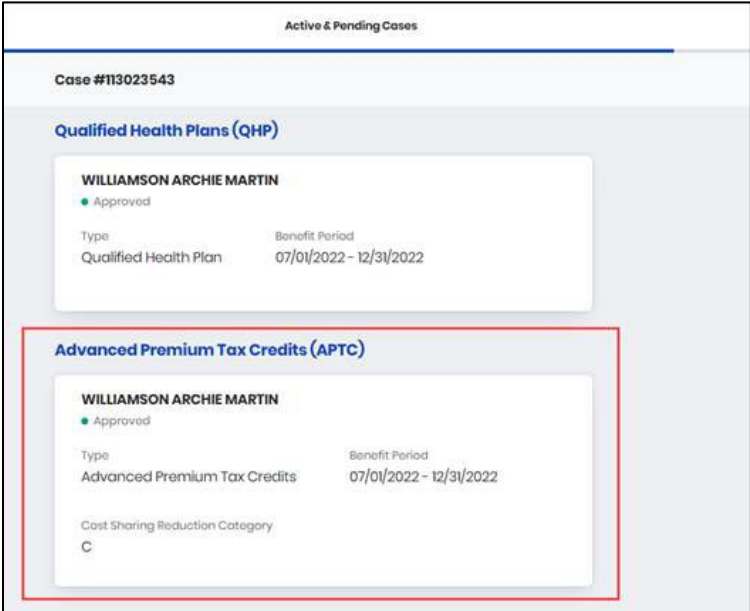 Active & Pending Cases
Case #113023543
Qualified Health Plans (QHP)
WILLIAMSON ARCHIE MARTIN
Approved
Type Benefit Period
Qualified Health Plan 07/01/2022 - 12/31/2022
Advanced Premium Tax Credits (APTC)
WILLIAMSON ARCHIE MARTIN
Approved
Type Benefit Period
Advanced Premium Tax Credits 07/01/2022 - 12/31/2022
Cost Sharing Reduction Category
C